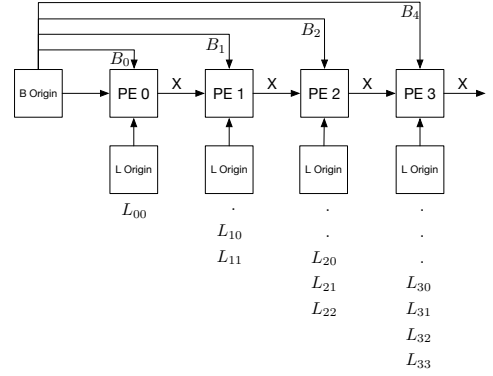 B₄
B₂
B₁
B₀
B Origin PE 0 X PE 1 X PE 2 X PE 3 X
L Origin L Origin L Origin L Origin
L₀₀ . . .
L₁₀ . .
L₁₁ L₂₀ .
L₂₁ L₃₀
L₂₂ L₃₁
L₃₂
L₃₃